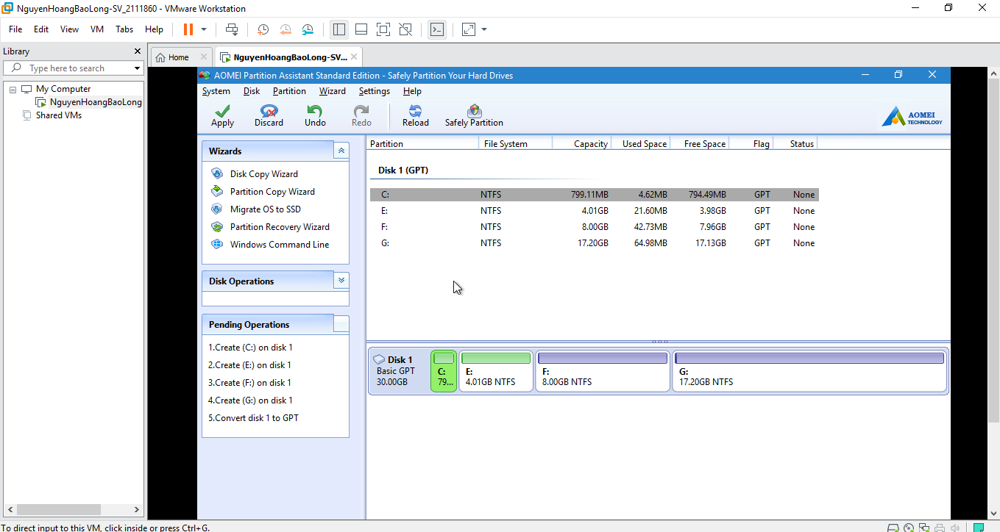 NguyenHoangBaoLong-SV_2111860 - VMware Workstation
File Edit View VM Tabs Help
Library
Home NguyenHoangBaoLong-SV...
Type here to search
My Computer
NguyenHoangBaoLong
Shared VMs
AOMEI Partition Assistant Standard Edition - Safely Partition Your Hard Drives
System Disk Partition Wizard Settings Help
Apply Discard Undo Redo Reload Safely Partition
AOMEI
TECHNOLOGY
Wizards
Disk Copy Wizard
Partition Copy Wizard
Migrate OS to SSD
Partition Recovery Wizard
Windows Command Line
Disk Operations
Pending Operations
1.Create (C:) on disk 1
2.Create (E:) on disk 1
3.Create (F:) on disk 1
4.Create (G:) on disk 1
5.Convert disk 1 to GPT
Partition File System Capacity Used Space Free Space Flag Status
Disk 1 (GPT)
C: NTFS 799.11MB 4.62MB 794.49MB GPT None
E: NTFS 4.01GB 21.60MB 3.98GB GPT None
F: NTFS 8.00GB 42.73MB 7.96GB GPT None
G: NTFS 17.20GB 64.98MB 17.13GB GPT None
Disk 1
Basic GPT
30.00GB
C:
79...
E:
4.01GB NTFS
F:
8.00GB NTFS
G:
17.20GB NTFS
To direct input to this VM, click inside or press Ctrl+G.